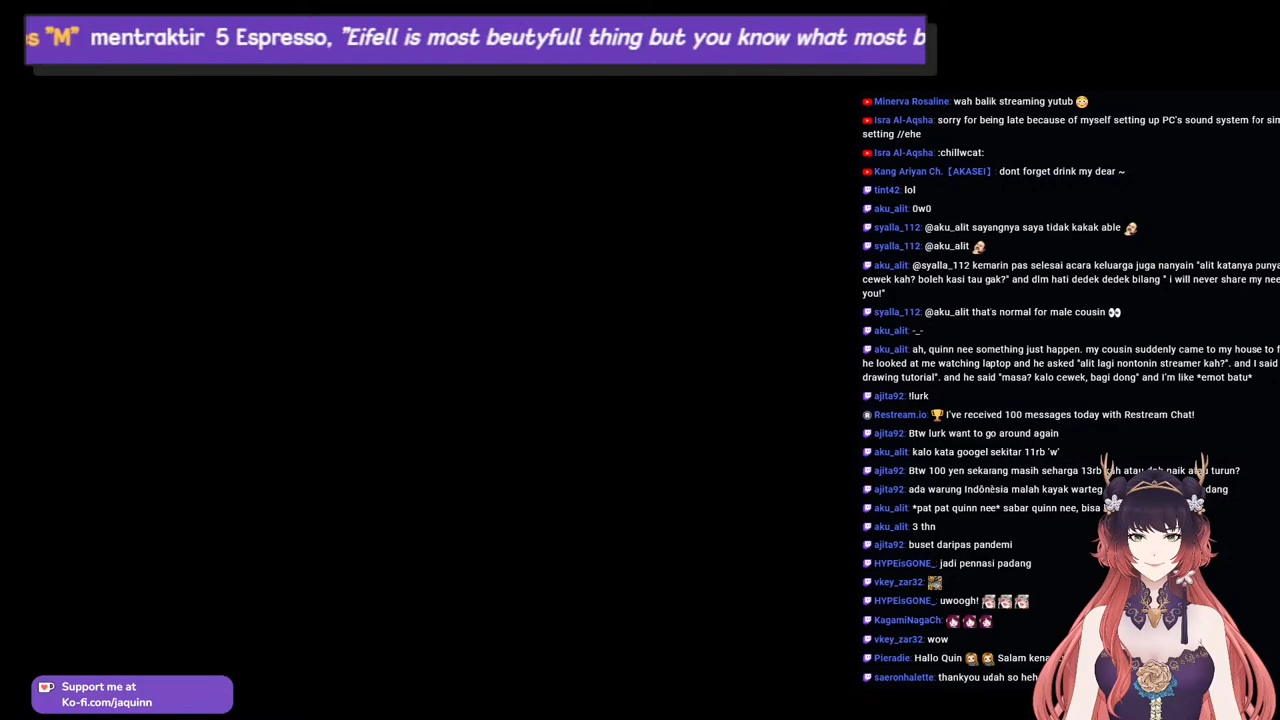 s "M" mentraktir 5 Espresso, "Eifell is most beutyfull thing but you know what most b
Minerva Rosaline: wah balik streaming yutub
Isra Al-Aqsha: sorry for being late because of myself setting up PC's sound system for sim
setting //ehe
Isra Al-Aqsha: :chillwcat:
Kang Ariyan Ch.【AKASEI】 dont forget drink my dear ~
tint42: lol
aku_alit: 0w0
syalla_112: @aku_alit sayangnya saya tidak kakak able
syalla_112: @aku_alit
aku_alit: @syalla_112 kemarin pas selesai acara keluarga juga nanyain "alit katanya punya
cewek kah? boleh kasi tau gak?" and dlm hati dedek dedek bilang " i will never share my nee
you!"
syalla_112: @aku_alit that's normal for male cousin
aku_alit: -_-
aku_alit: ah, quinn nee something just happen. my cousin suddenly came to my house to
he looked at me watching laptop and he asked "alit lagi nontonin streamer kah?". and I said
drawing tutorial". and he said "masa? kalo cewek, bagi dong" and I'm like *emot batu*
ajita92: !lurk
Restream.io: I've received 100 messages today with Restream Chat!
ajita92: Btw lurk want to go around again
aku_alit: kalo kata googel sekitar 11rb 'w'
ajita92: Btw 100 yen sekarang masih seharga 13rb kah atau dah naik atau turun?
ajita92: ada warung Indônèsia malah kayak warteg
aku_alit: *pat pat quinn nee* sabar quinn nee, bisa
aku_alit: 3 thn
ajita92: buset daripas pandemi
HYPEisGONE_: jadi pennasi padang
vkey_zar32:
HYPEisGONE_: uwoogh!
KagamiNagaCh:
vkey_zar32: wow
Pieradie: Hallo Quin Salam kena
saeronhalette: thankyou udah so heh
Support me at
Ko-fi.com/jaquinn